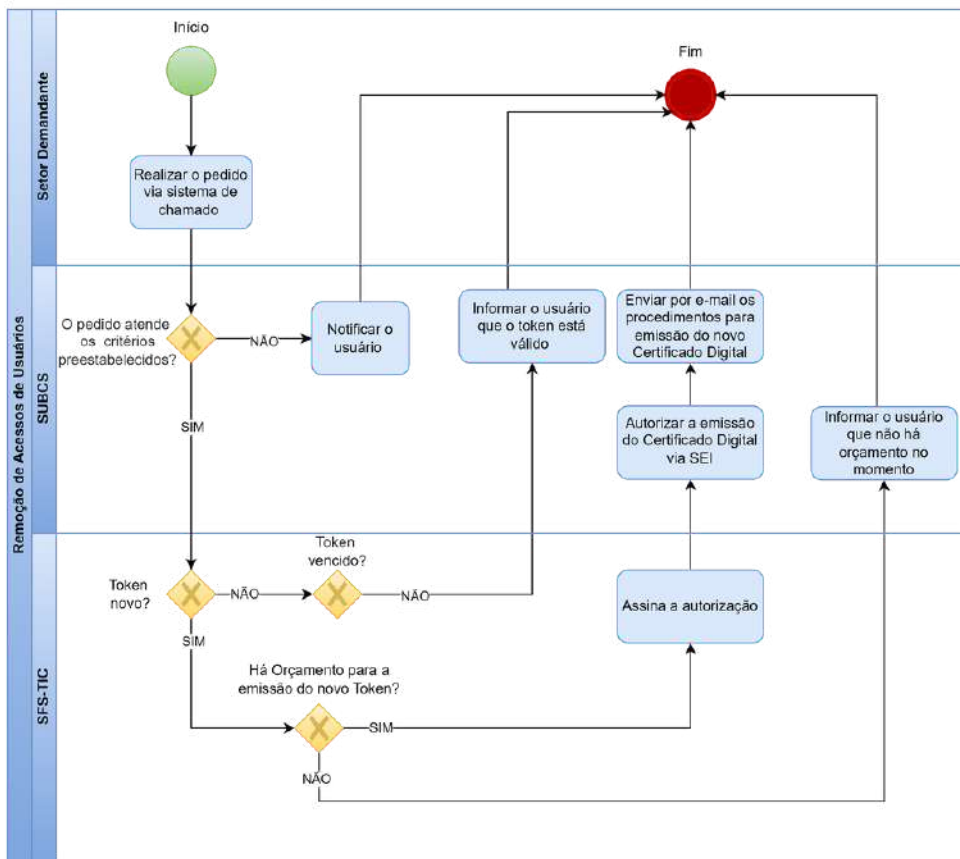 Remoção de Acessos de Usuários
Setor Demandante
Início
Fim
Realizar o pedido
via sistema de
chamado
SUBCS
O pedido atende
os critérios
preestabelecidos?
NÃO
Notificar o
usuário
Informar o usuário
que o token está
válido
Enviar por e-mail os
procedimentos para
emissão do novo
Certificado Digital
SIM
Autorizar a emissão
do Certificado Digital
via SEI
Informar o usuário
que não há
orçamento no
momento
SFS-TIC
Token
novo?
NÃO
Token
vencido?
NÃO
Assina a autorização
SIM
Há Orçamento para a
emissão do novo Token?
SIM
NÃO